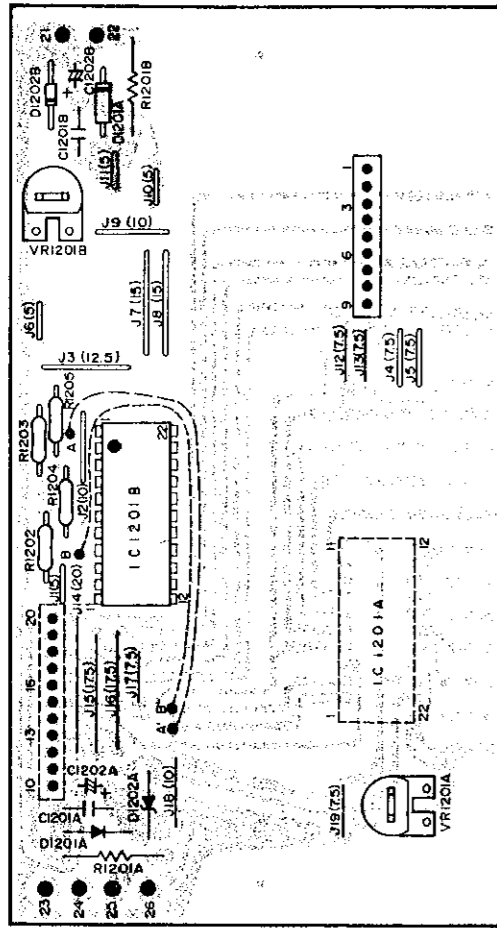 21
22
D1202B
C1202B
R1201B
C1201B
D1201A
J11(5)
J10(5)
VR1201B
J9 (10)
J6(5)
J7 (15)
J8 (15)
J3 (12.5)
R1205
R1203
A
R1204
J2(10)
22
IC1201B
R1202
B
J1(5)
J14(20)
1
12
20
16
13
10
J15(17.5)
J16(17.5)
J17(7.5)
B'
A'
C1202A
C1201A
D1202A
J18 (10)
D1201A
R1201A
23
24
25
26
1
3
6
9
J12(7.5)
J13(7.5)
J4 (7.5)
J5 (7.5)
11
12
IC1201A
1
22
J19(7.5)
VR1201A